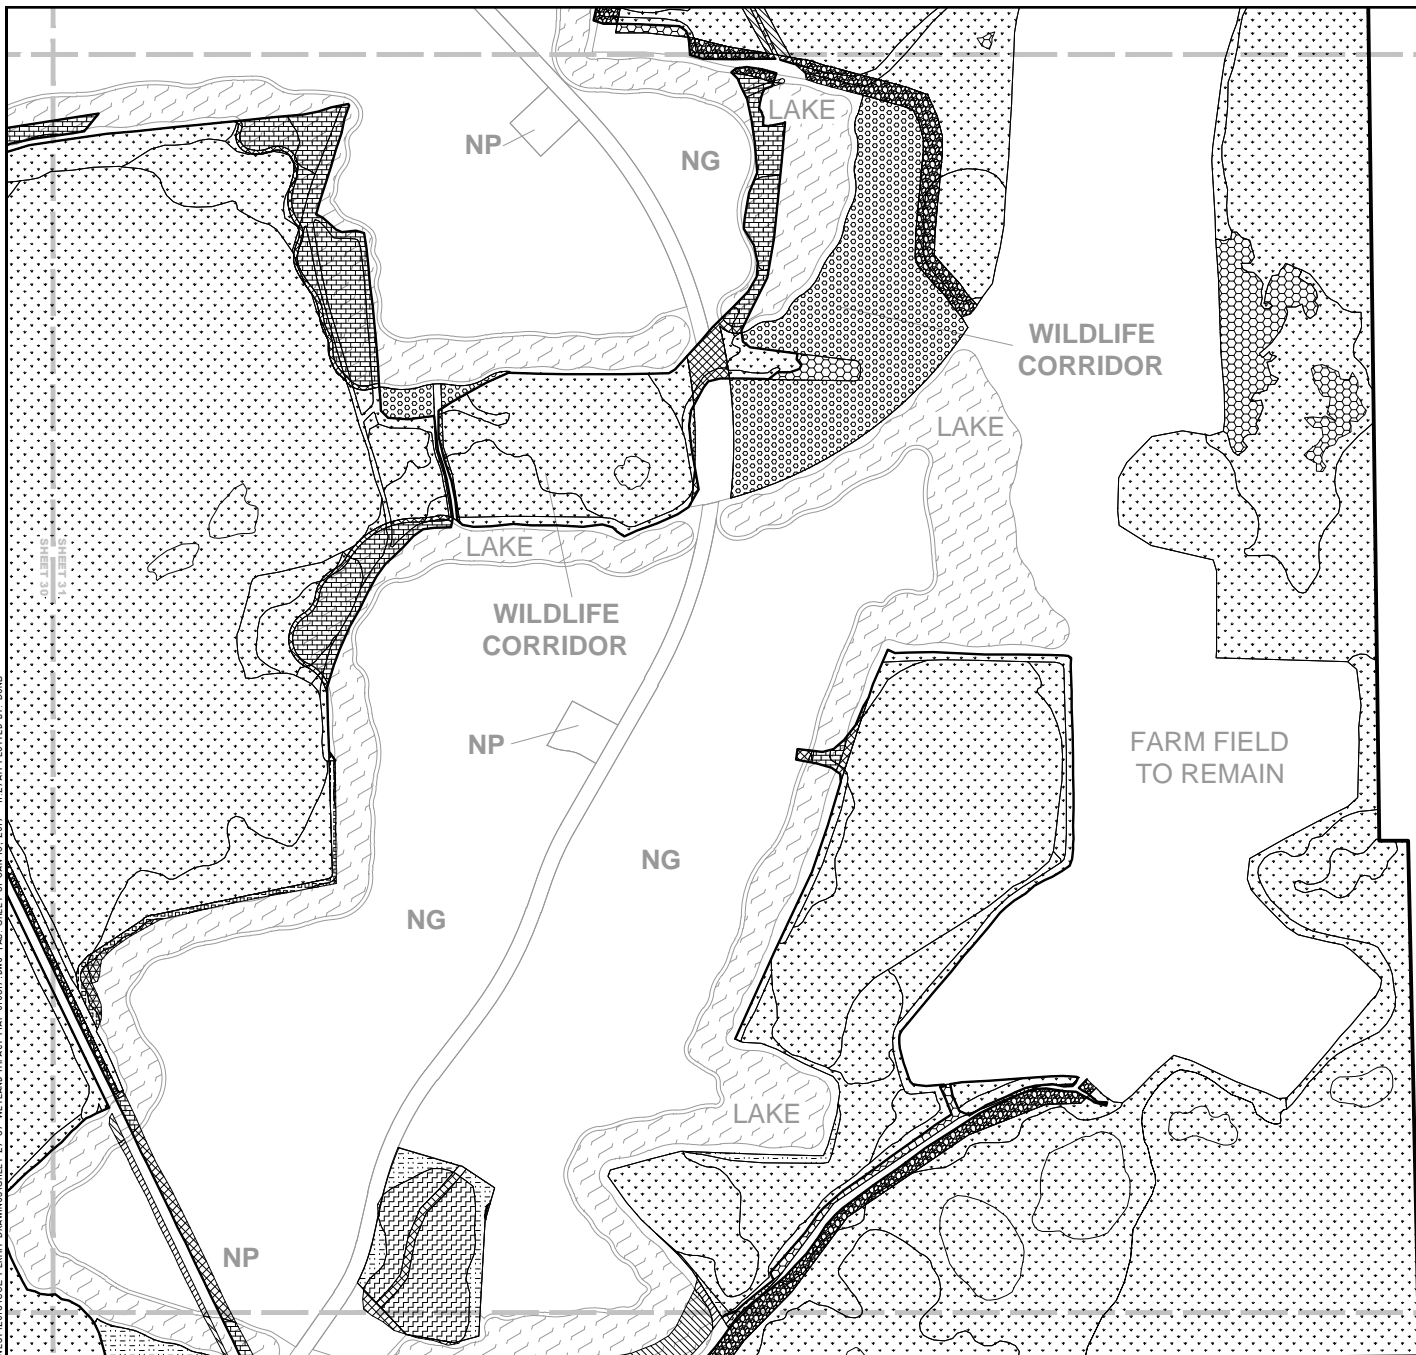 LAKE
NP
NG
WILDLIFE
CORRIDOR
LAKE
SHEET 31
SHEET 30
LAKE
WILDLIFE
CORRIDOR
NP
FARM FIELD
TO REMAIN
NG
NG
LAKE
NP